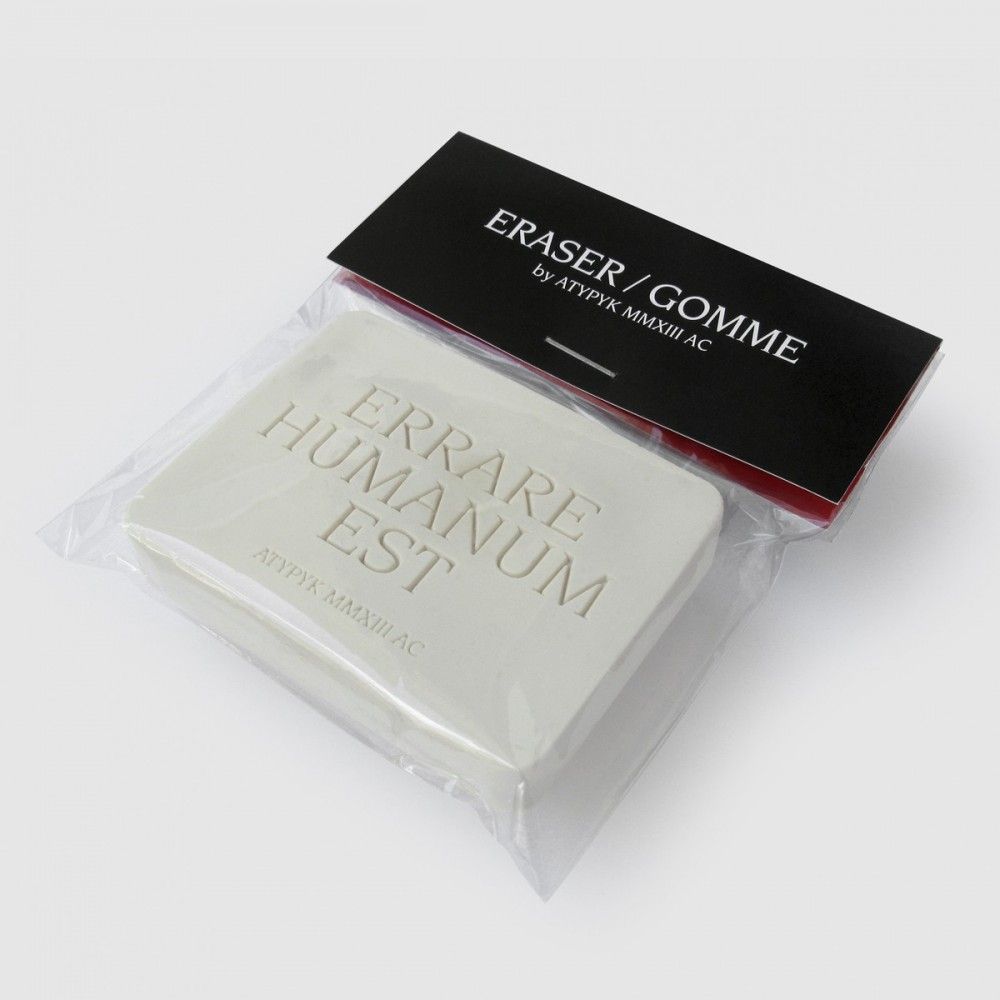 ERASER / GOMME
by ATYPYK MMXIII AC
ERRARE
HUMANUM
EST
ATYPYK MMXIII AC